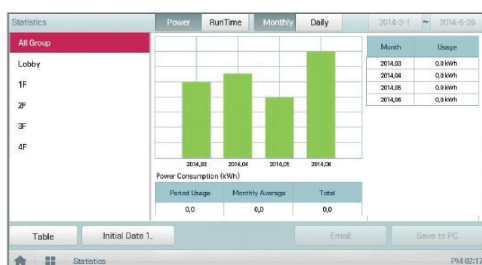 Statistics
Power RunTime Monthly Daily 2014-3-1 ~ 2014-6-26
All Group
Lobby
1F
2F
3F
4F
2014,03 2014,04 2014,05 2014,06
Power Consumption (kWh)
Period Usage Monthly Average Total
0,0 0,0 0,0
Month Usage
2014,03 0,0 kWh
2014,04 0,0 kWh
2014,05 0,0 kWh
2014,06 0,0 kWh
Table Initial Date 1, Email Save to PC
Statistics PM 02:17